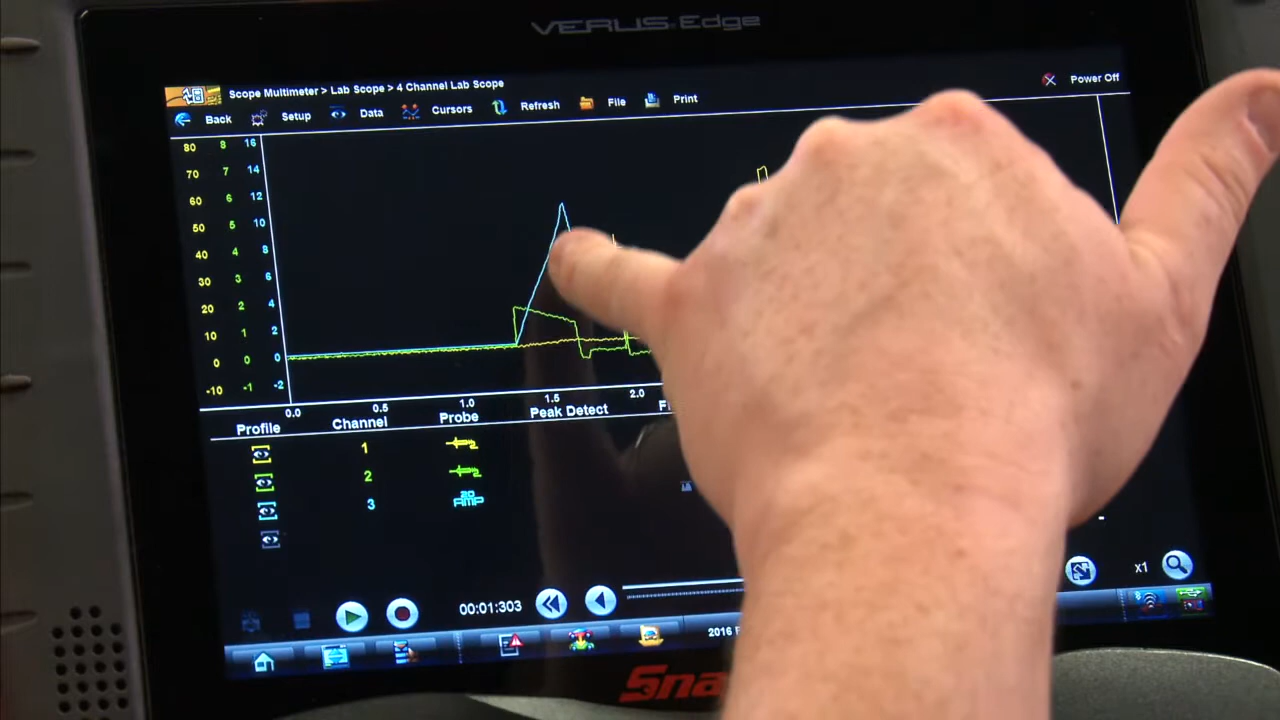 VERUS Edge
Scope Multimeter > Lab Scope > 4 Channel Lab Scope
Power Off
Back Setup Data Cursors Refresh File Print
80 8 16
70 7 14
60 6 12
50 5 10
40 4 8
30 3 6
20 2 4
10 1 2
0 0 0
-10 -1 -2
0.0 0.5 1.0 1.5 2.0
Profile Channel Probe Peak Detect
1
2
3 20 AMP
x1
00:01:303
2016
Sna